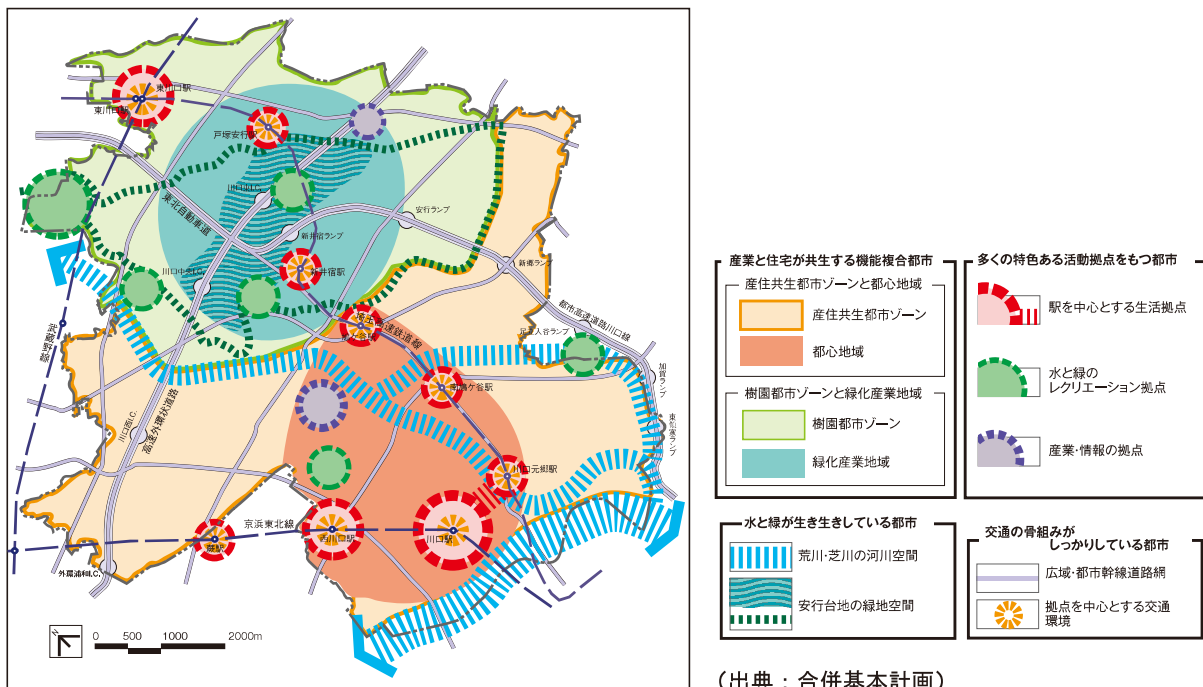 東川口駅
東川口駅
戸塚安行駅
川口JCT.
東北自動車道
安行ランプ
新井宿ランプ
川口中央I.C.
新井宿駅
新郷ランプ
都市高速道路川口線
埼玉高速鉄道線
足立入谷ランプ
武蔵野線
加賀ランプ
南鳩ケ谷駅
川口西I.C.
高速外環状道路
川口元郷駅
京浜東北線
西川口駅
川口駅
蕨駅
外環浦和I.C.
N
0 500 1000 2000m
産業と住宅が共生する機能複合都市
産住共生都市ゾーンと都心地域
産住共生都市ゾーン
都心地域
樹園都市ゾーンと緑化産業地域
樹園都市ゾーン
緑化産業地域
多くの特色ある活動拠点をもつ都市
駅を中心とする生活拠点
水と緑の
レクリエーション拠点
産業・情報の拠点
水と緑が生き生きしている都市
荒川・芝川の河川空間
安行台地の緑地空間
交通の骨組みが
しっかりしている都市
広域・都市幹線道路網
拠点を中心とする交通
環境
(出典：合併基本計画)